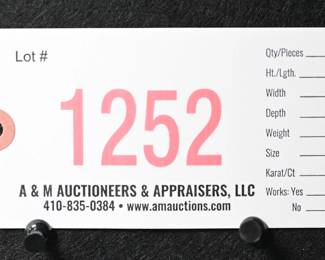 Lot #
1252
A & M AUCTIONEERS & APPRAISERS, LLC
410-835-0384 • www.amauctions.com
Qty/Pieces
Ht./Lgth.
Width
Depth
Weight
Size
Karat/Ct
Works: Yes
No